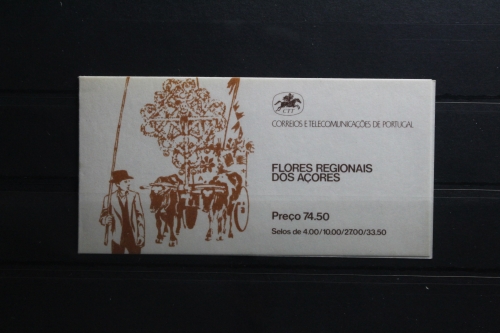 CTT
CORREIOS E TELECOMUNICAÇÕES DE PORTUGAL
FLORES REGIONAIS
DOS AÇORES
Preço 74.50
Selos de 4.00/10.00/27.00/33.50